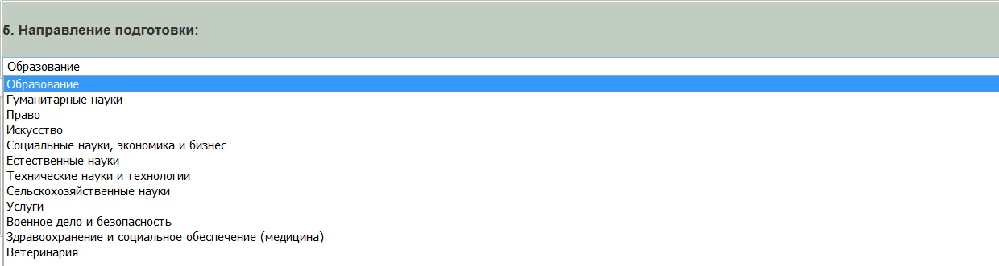 5. Направление подготовки:
Образование
Образование
Гуманитарные науки
Право
Искусство
Социальные науки, экономика и бизнес
Естественные науки
Технические науки и технологии
Сельскохозяйственные науки
Услуги
Военное дело и безопасность
Здравоохранение и социальное обеспечение (медицина)
Ветеринария